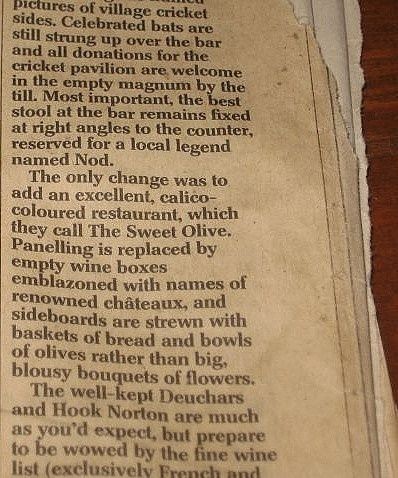 pictures of village cricket
sides. Celebrated bats are
still strung up over the bar
and all donations for the
cricket pavilion are welcome
in the empty magnum by the
till. Most important, the best
stool at the bar remains fixed
at right angles to the counter,
reserved for a local legend
named Nod.
The only change was to
add an excellent, calico-
coloured restaurant, which
they call The Sweet Olive.
Panelling is replaced by
empty wine boxes
emblazoned with names of
renowned châteaux, and
sideboards are strewn with
baskets of bread and bowls
of olives rather than big,
blousy bouquets of flowers.
The well-kept Deuchars
and Hook Norton are much
as you'd expect, but prepare
to be wowed by the fine wine
list (exclusively French and